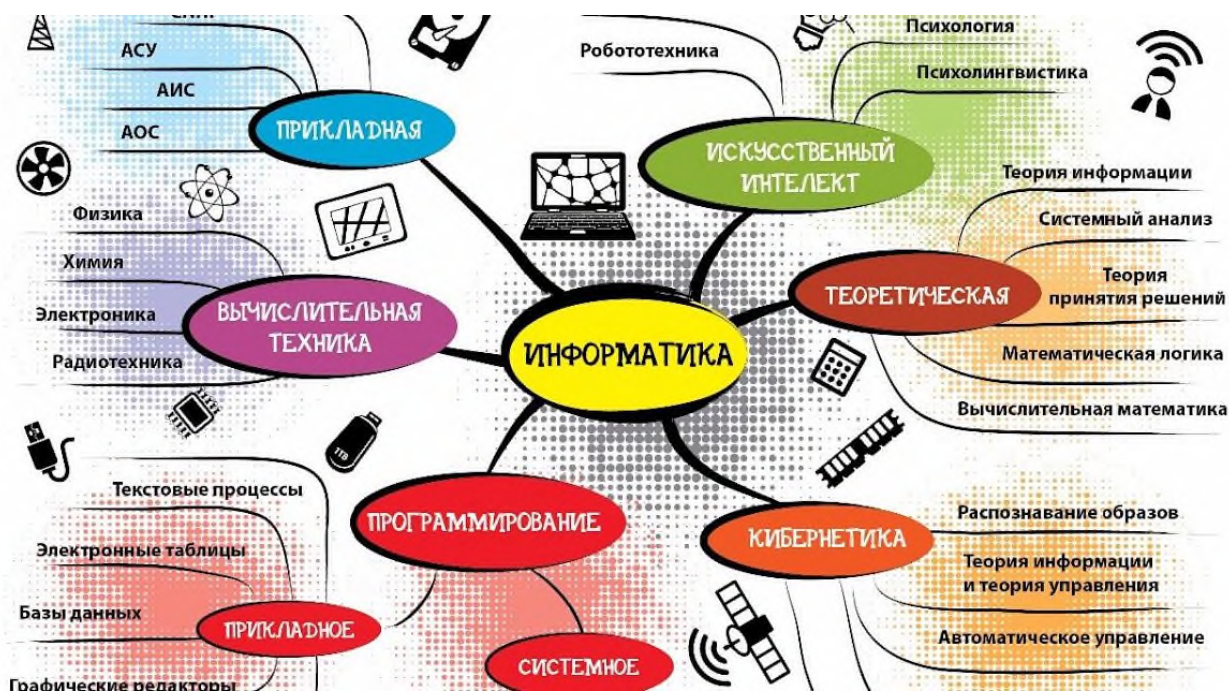 АСУ
АИС
АОС
ПРИКЛАДНАЯ
Робототехника
Психология
Психолингвистика
ИСКУССТВЕННЫЙ
ИНТЕЛЕКТ
Физика
Химия
Электроника
Радиотехника
ВЫЧИСЛИТЕЛЬНАЯ
ТЕХНИКА
ИНФОРМАТИКА
Теория информации
Системный анализ
Теория
принятия решений
Математическая логика
Вычислительная математика
ТЕОРЕТИЧЕСКАЯ
1TB
ПРОГРАММИРОВАНИЕ
Текстовые процессы
Электронные таблицы
Базы данных
Графические редакторы
ПРИКЛАДНОЕ
СИСТЕМНОЕ
КИБЕРНЕТИКА
Распознавание образов
Теория информации
и теория управления
Автоматическое управление